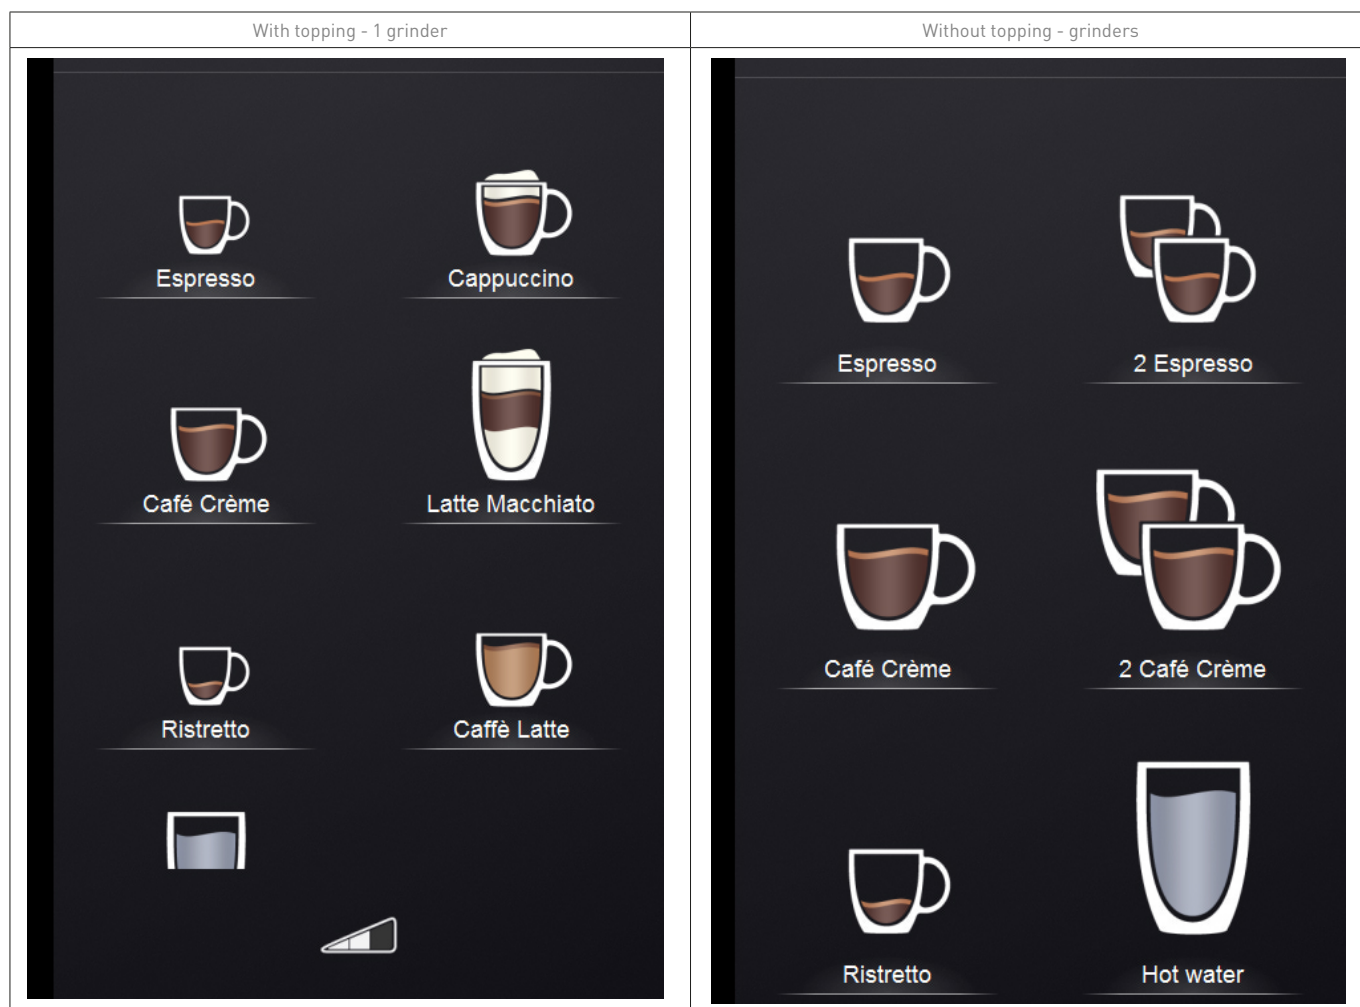 With topping - 1 grinder
Without topping - grinders
Espresso
Cappuccino
Café Crème
Latte Macchiato
Ristretto
Caffè Latte
Espresso
2 Espresso
Café Crème
2 Café Crème
Ristretto
Hot water